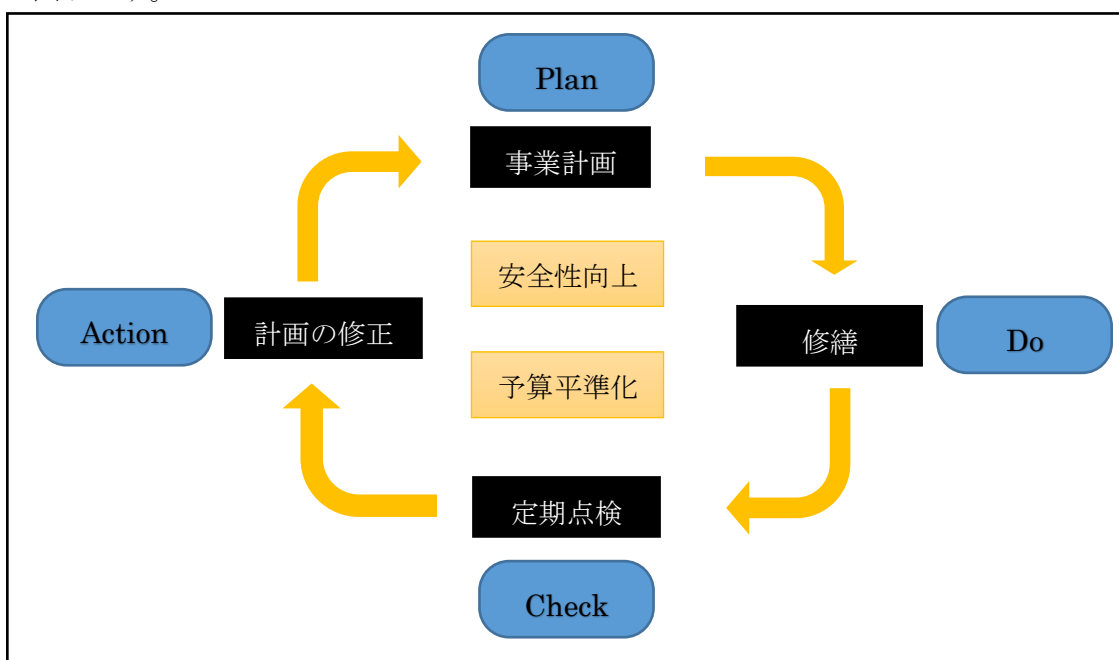 Plan
事業計画
安全性向上
Action
計画の修正
修繕
Do
予算平準化
定期点検
Check